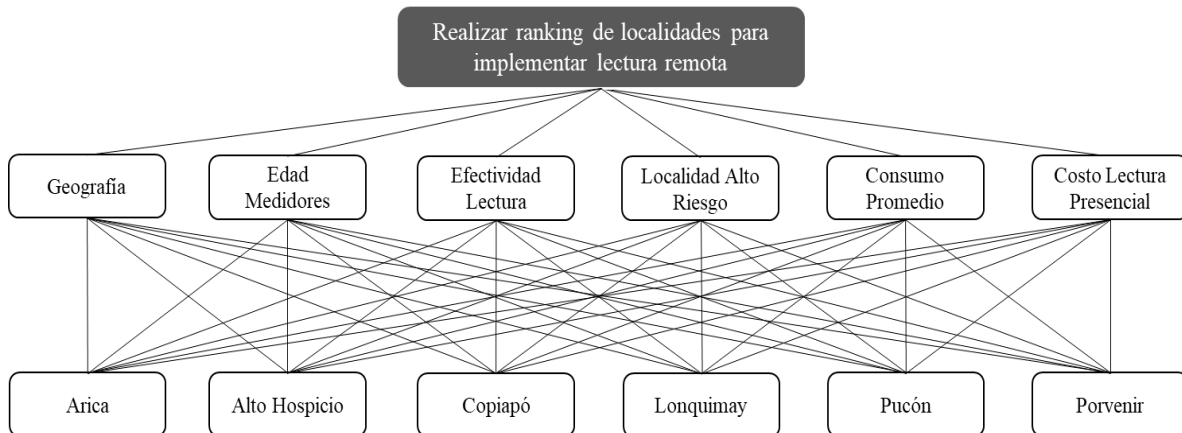 Realizar ranking de localidades para
implementar lectura remota
Geografía
Edad
Medidores
Efectividad
Lectura
Localidad Alto
Riesgo
Consumo
Promedio
Costo Lectura
Presencial
Arica
Alto Hospicio
Copiapó
Lonquimay
Pucón
Porvenir